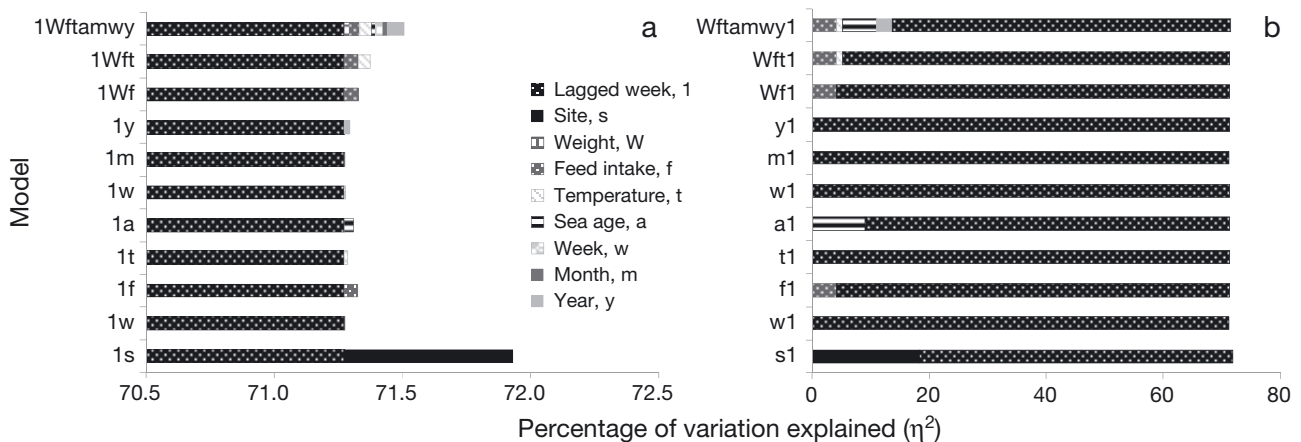 Model
1Wftamwy
1Wft
1Wf
1y
1m
1w
1a
1t
1f
1w
1s
70.5 71.0 71.5 72.0 72.5
a
Lagged week, 1
Site, s
Weight, W
Feed intake, f
Temperature, t
Sea age, a
Week, w
Month, m
Year, y
b
Wftamwy1
Wft1
Wf1
y1
m1
w1
a1
t1
f1
w1
s1
0 20 40 60 80
Percentage of variation explained (η²)